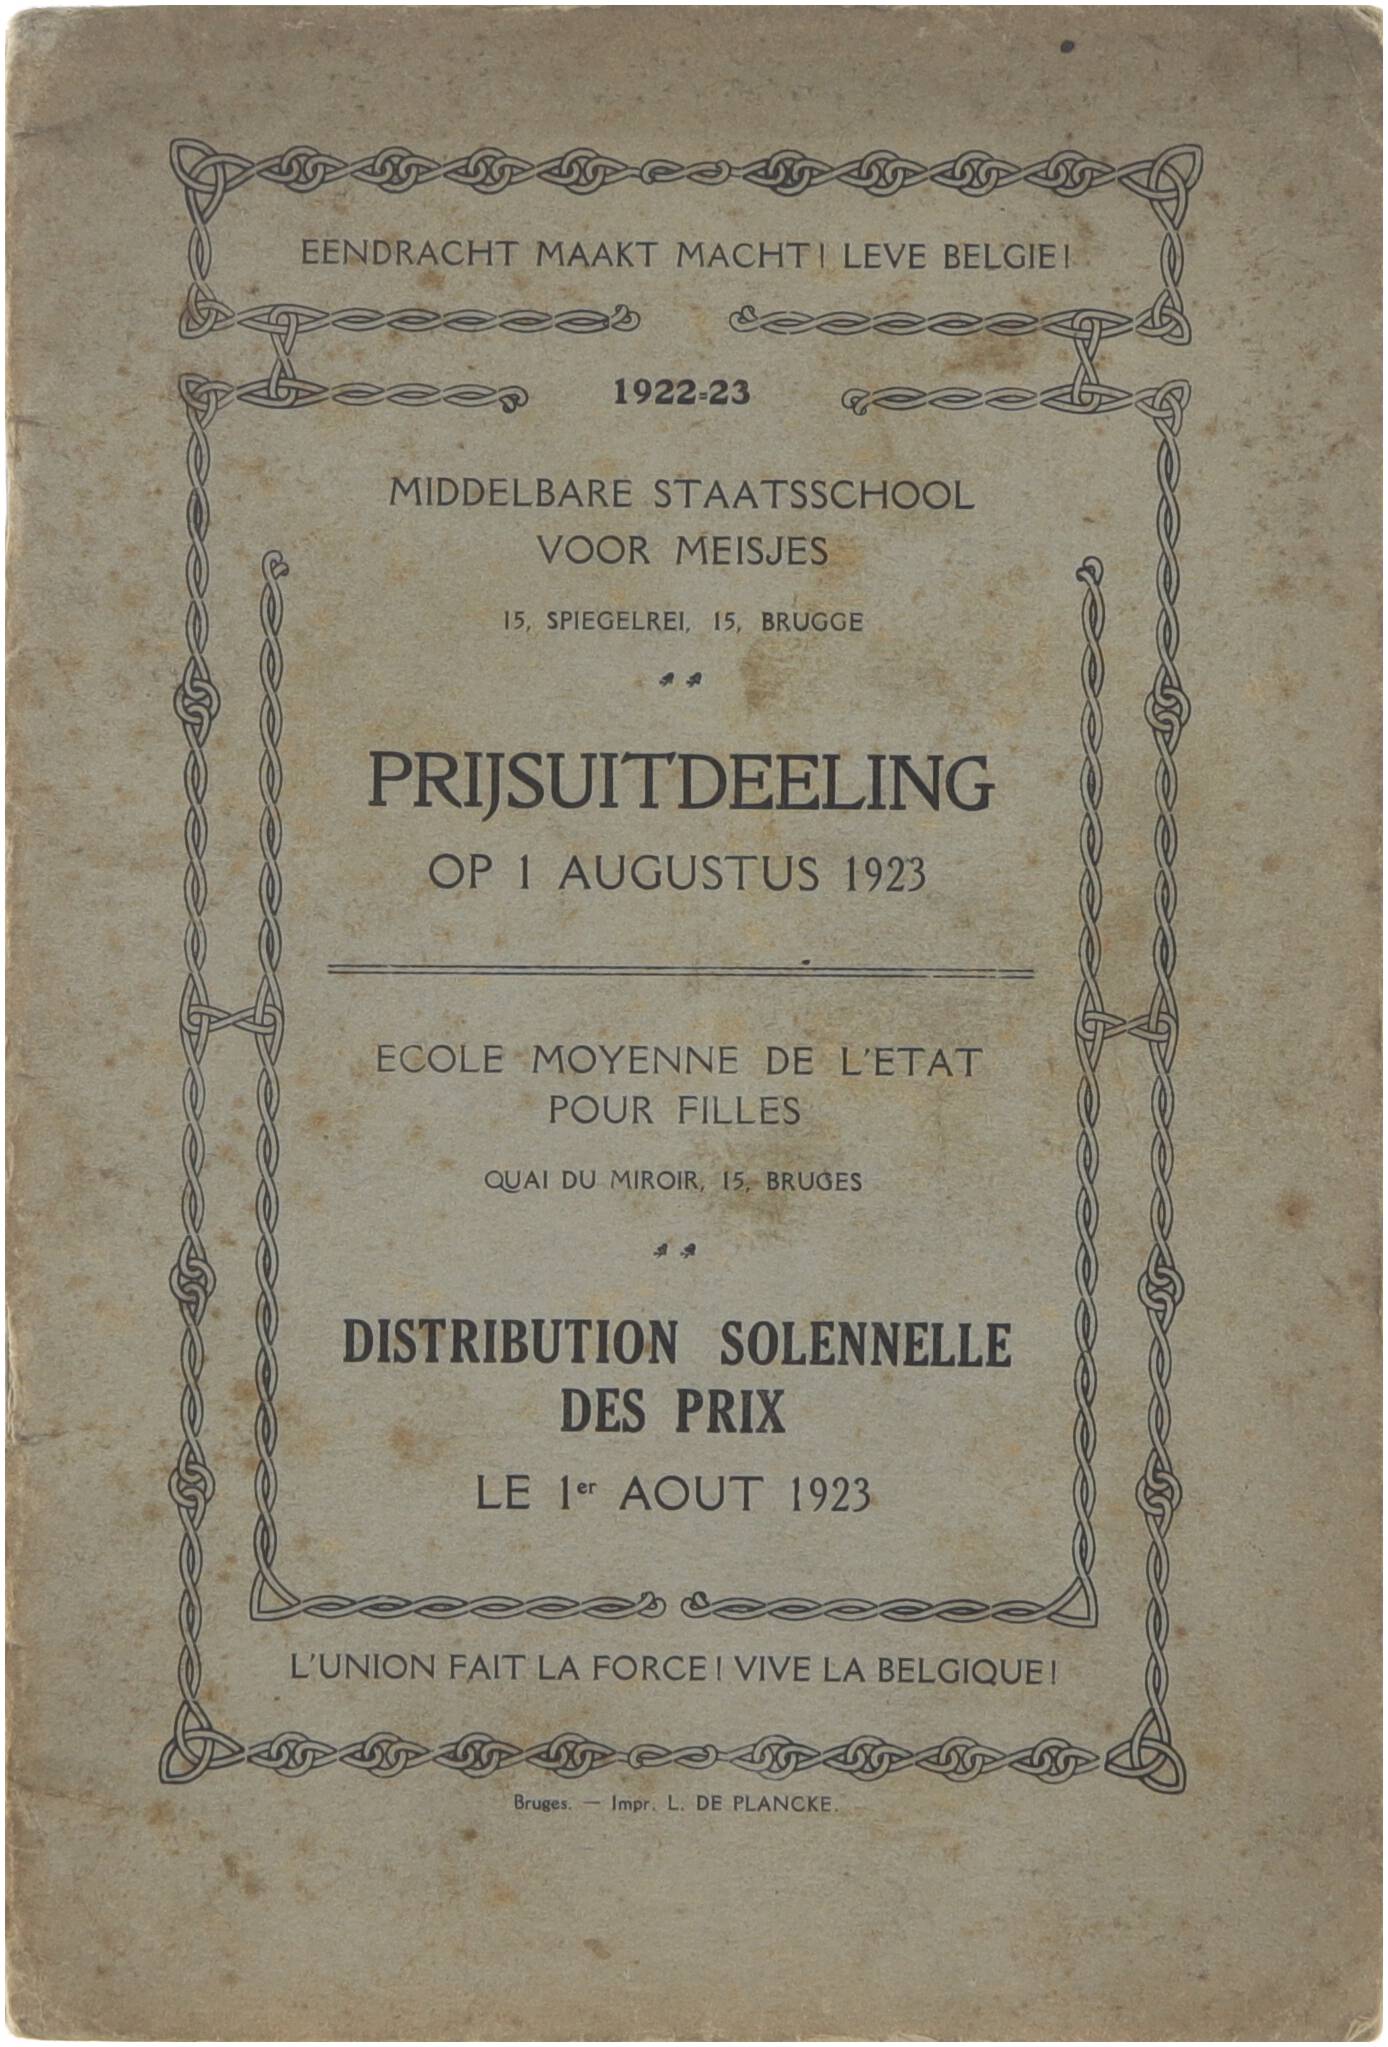 EENDRACHT MAAKT MACHT! LEVE BELGIE!
1922-23
MIDDELBARE STAATSSCHOOL
VOOR MEISJES
15, SPIEGELREI, 15, BRUGGE
PRIJSUITDEELING
OP 1 AUGUSTUS 1923
ECOLE MOYENNE DE L'ETAT
POUR FILLES
QUAI DU MIROIR, 15, BRUGES
DISTRIBUTION SOLENNELLE
DES PRIX
LE 1er AOUT 1923
L'UNION FAIT LA FORCE! VIVE LA BELGIQUE!
Bruges. — Impr. L. DE PLANCKE.